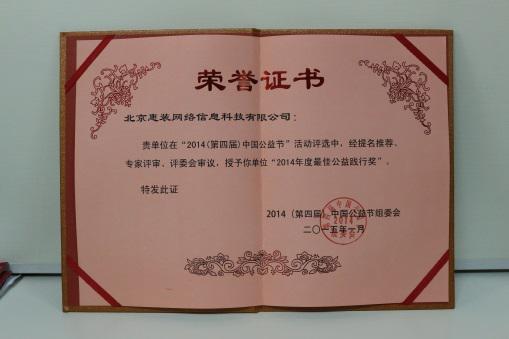 荣誉证书
北京惠装网络信息科技有限公司：
贵单位在“2014(第四届)中国公益节”活动评选中，经提名推荐、
专家评审、评委会审议，授予你单位“2014年度最佳公益践行奖”。
特发此证
2014（第四届）中国公益节组委会
二〇一五年一月
2014